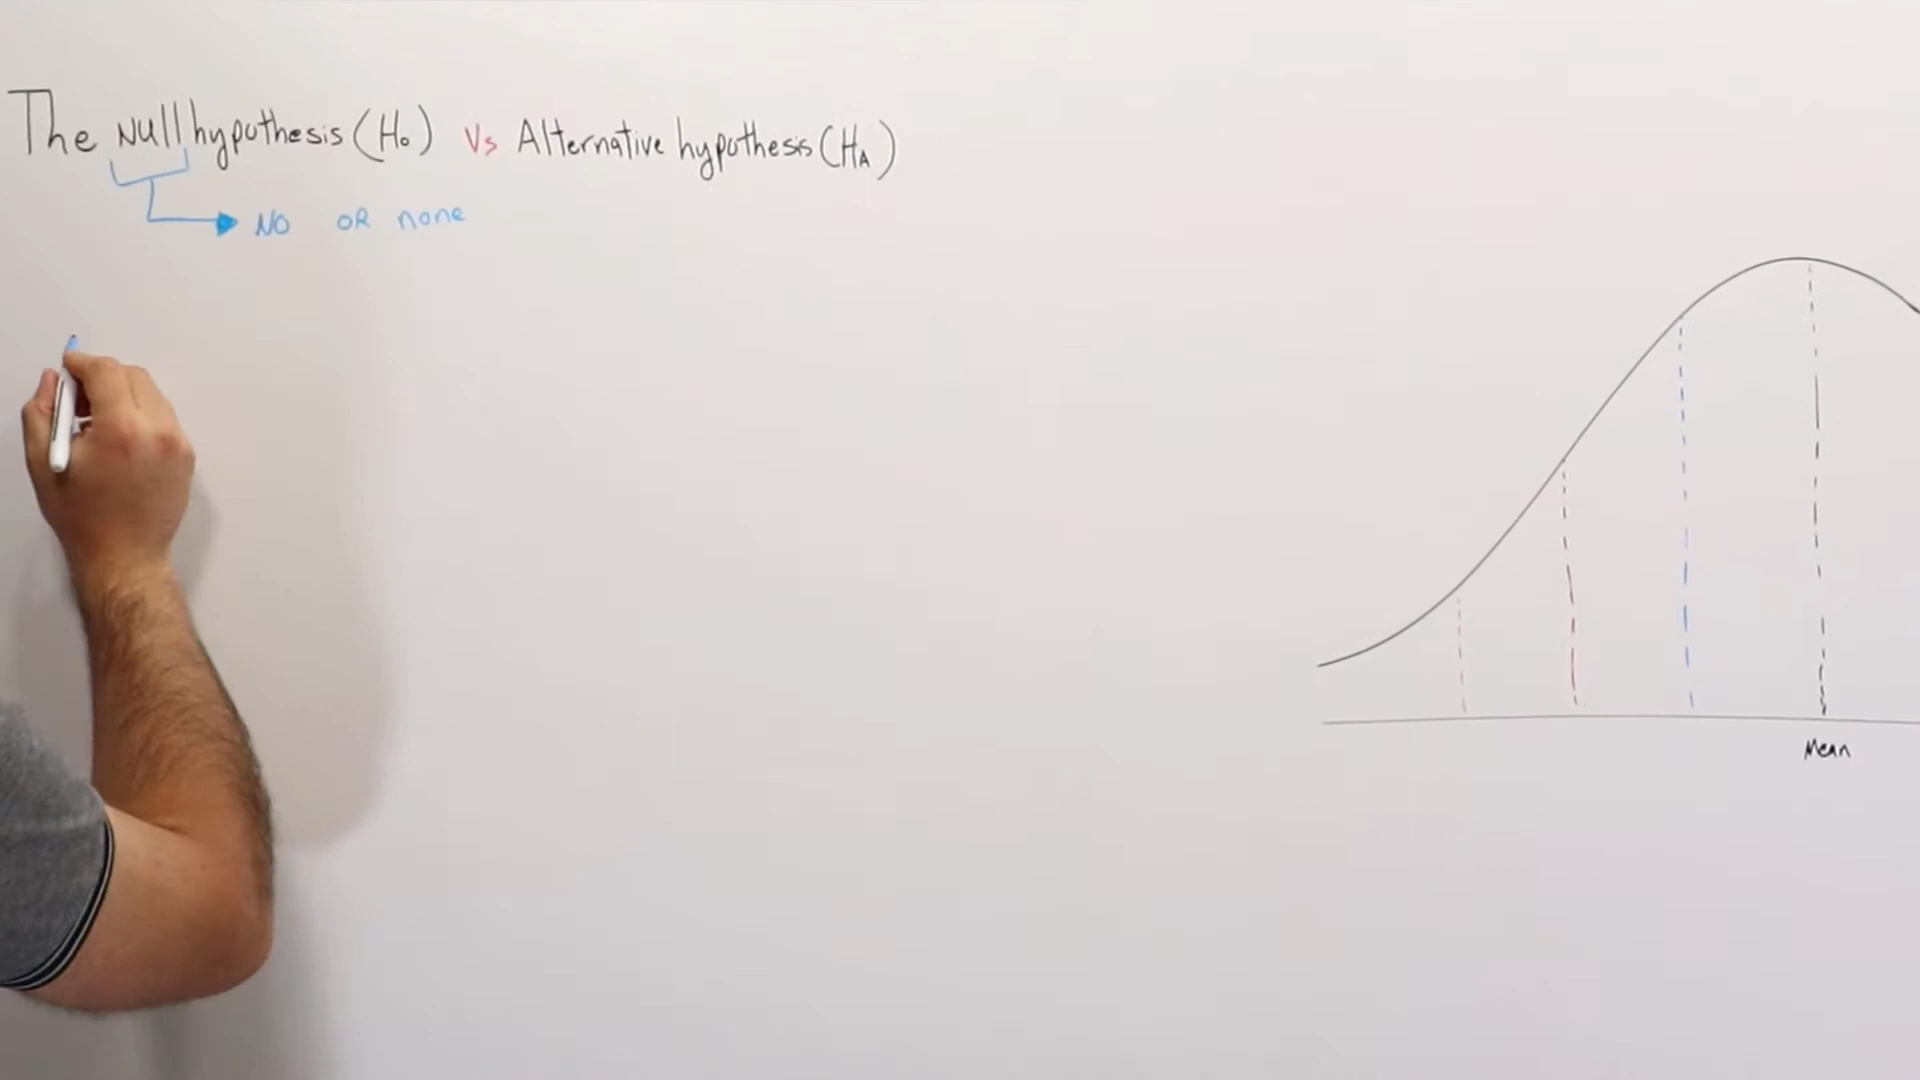 The Null hypothesis (H₀) Vs Alternative hypothesis (HA)
NO OR none
Mean